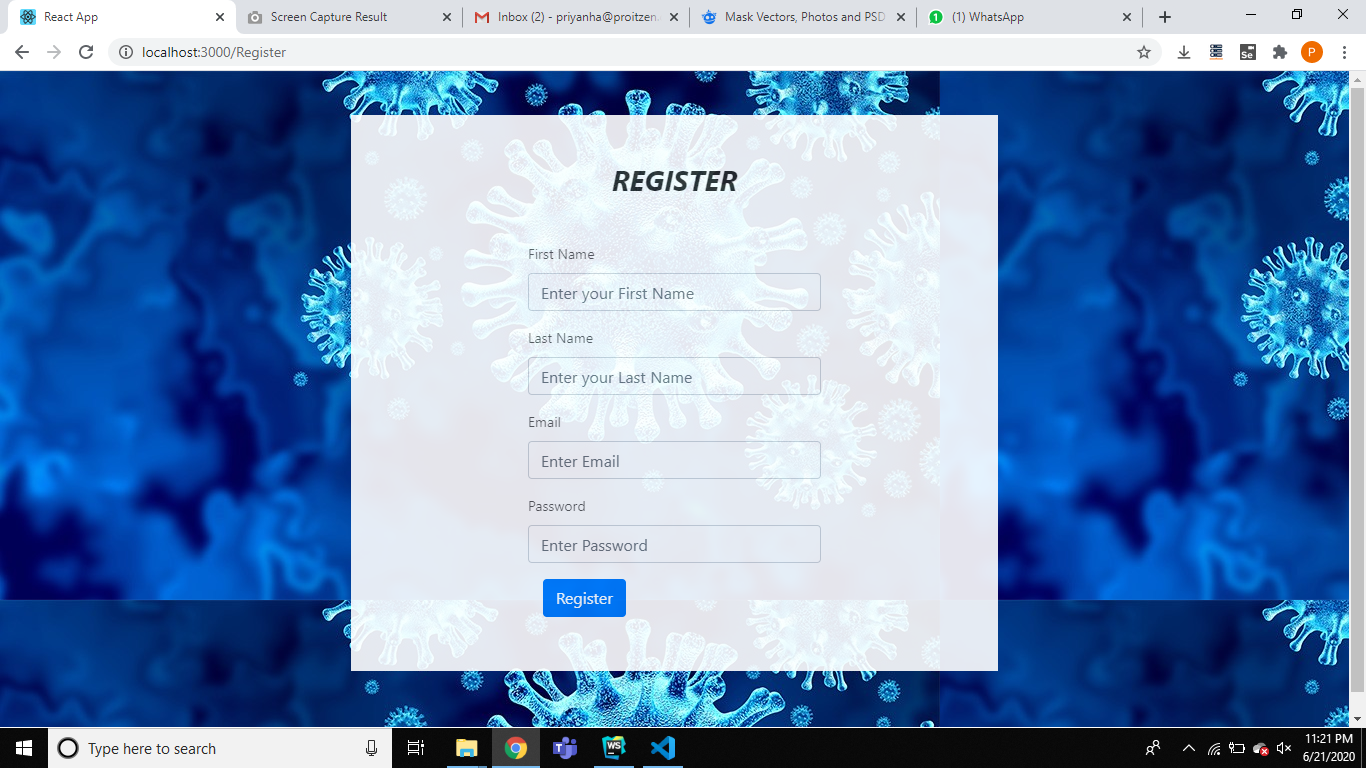 React App
Screen Capture Result
Inbox (2) - priyanha@proitzen.
Mask Vectors, Photos and PSD
(1) WhatsApp
localhost:3000/Register
Se
P
REGISTER
First Name
Enter your First Name
Last Name
Enter your Last Name
Email
Enter Email
Password
Enter Password
Register
Type here to search
WS
11:21 PM
6/21/2020